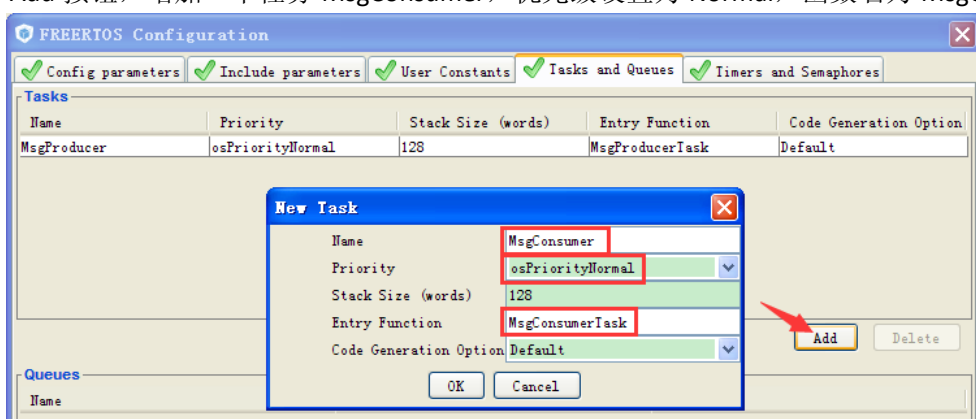 FREERTOS Configuration
Config parameters Include parameters User Constants Tasks and Queues Timers and Semaphores
Tasks
Name Priority Stack Size (words) Entry Function Code Generation Option
MsgProducer osPriorityNormal 128 MsgProducerTask Default
New Task
Name MsgConsumer
Priority osPriorityNormal
Stack Size (words) 128
Entry Function MsgConsumerTask
Code Generation Option Default
Add Delete
OK Cancel
Queues
Name